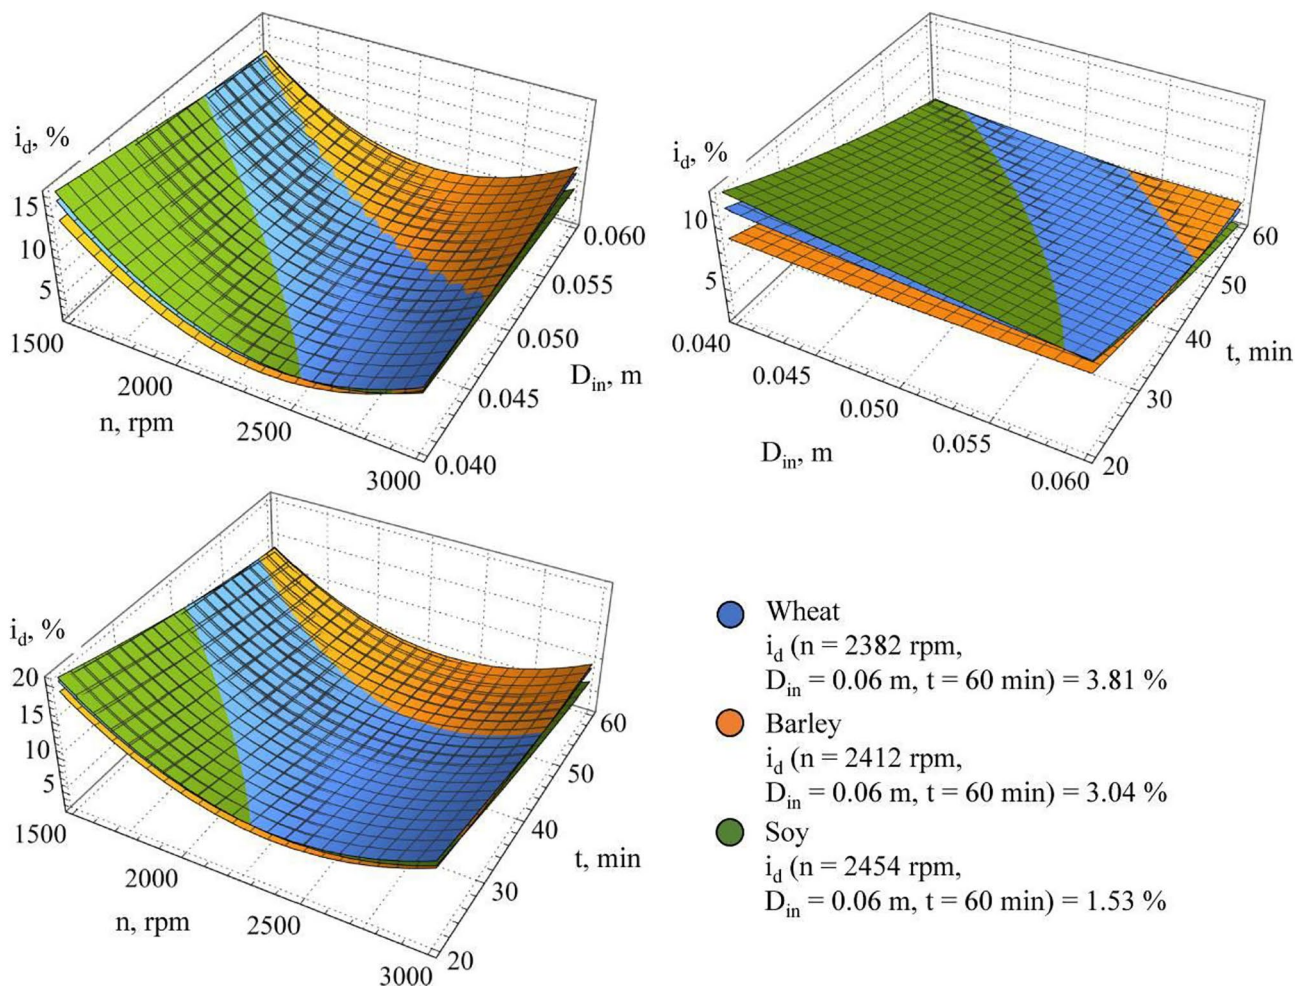 i_d, %
15
10
5
1500
2000
n, rpm
2500
3000
0.040
0.045
D_in, m
0.050
0.055
0.060
i_d, %
10
5
0.040
0.045
0.050
D_in, m
0.055
0.060
20
30
40
t, min
50
60
i_d, %
20
15
10
5
1500
2000
n, rpm
2500
3000
20
30
t, min
40
50
60
Wheat
i_d (n = 2382 rpm,
D_in = 0.06 m, t = 60 min) = 3.81 %
Barley
i_d (n = 2412 rpm,
D_in = 0.06 m, t = 60 min) = 3.04 %
Soy
i_d (n = 2454 rpm,
D_in = 0.06 m, t = 60 min) = 1.53 %